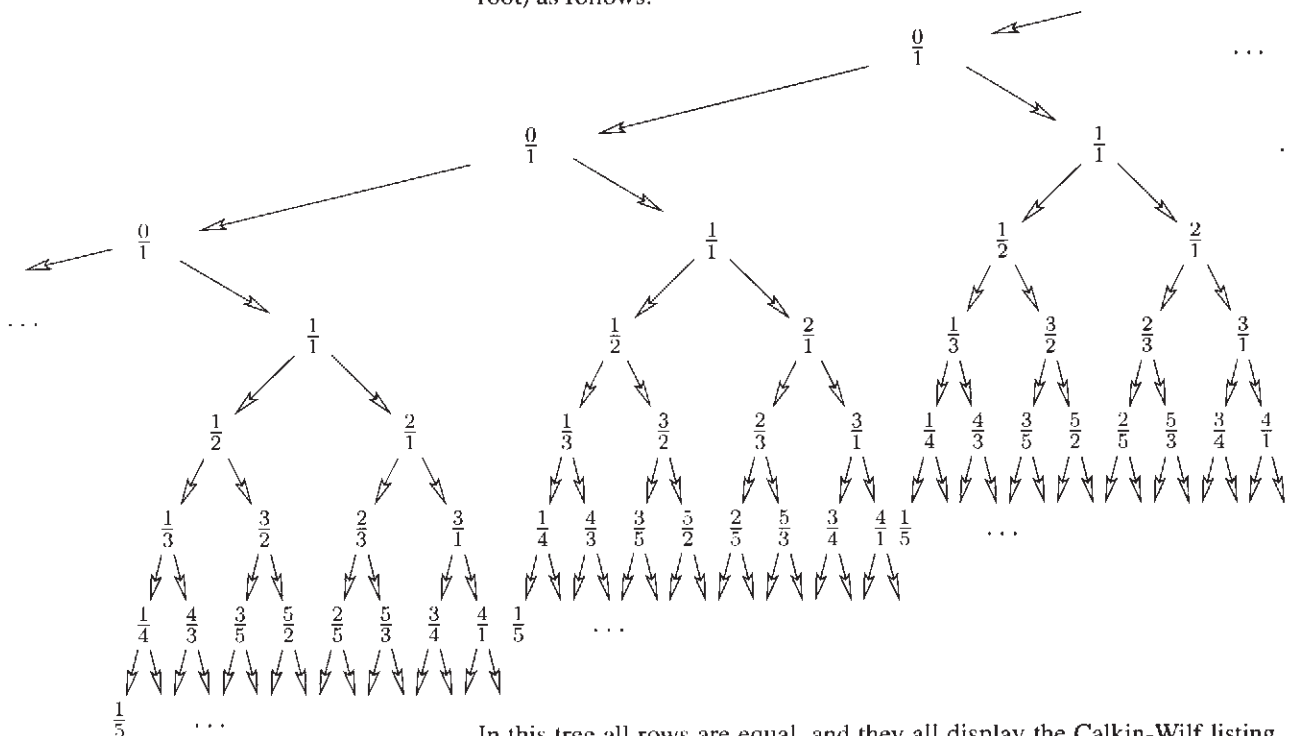 root) as follows:
0/1
...
0/1 1/1
0/1 1/1 1/2 2/1
... 1/1 1/2 2/1 1/3 3/2 2/3 3/1
1/2 2/1 1/3 3/2 2/3 3/1 1/4 4/3 3/5 5/2 2/5 5/3 3/4 4/1
1/3 3/2 2/3 3/1 1/4 4/3 3/5 5/2 2/5 5/3 3/4 4/1 1/5 ...
1/4 4/3 3/5 5/2 2/5 5/3 3/4 4/1 1/5 ...
1/5 ...
In this tree all rows are equal, and they all display the Calkin-Wilf listing